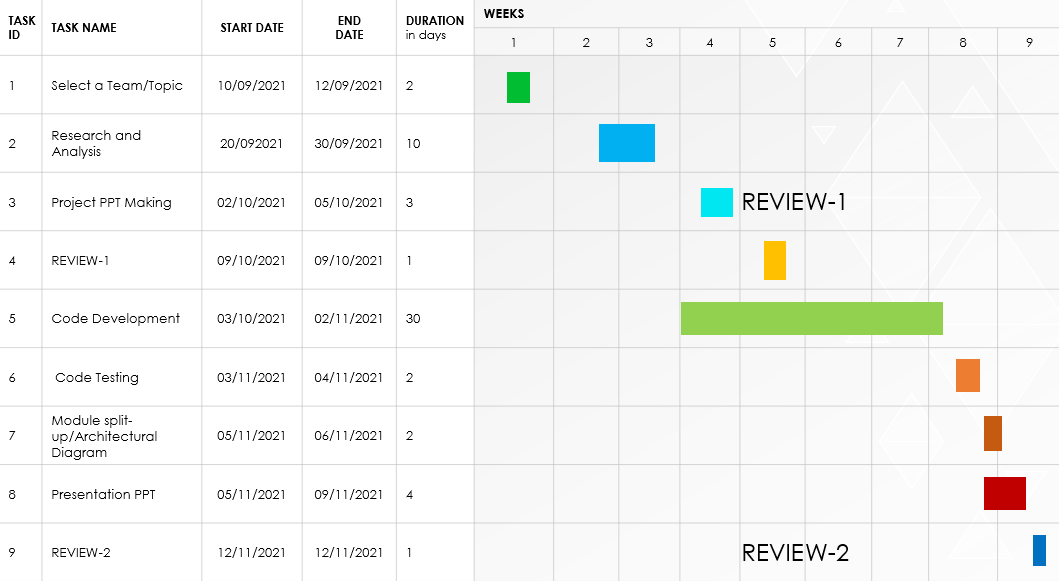 TASK ID TASK NAME START DATE END DATE DURATION in days WEEKS
1 2 3 4 5 6 7 8 9
1 Select a Team/Topic 10/09/2021 12/09/2021 2
2 Research and Analysis 20/092021 30/09/2021 10
3 Project PPT Making 02/10/2021 05/10/2021 3 REVIEW-1
4 REVIEW-1 09/10/2021 09/10/2021 1
5 Code Development 03/10/2021 02/11/2021 30
6 Code Testing 03/11/2021 04/11/2021 2
7 Module split-up/Architectural Diagram 05/11/2021 06/11/2021 2
8 Presentation PPT 05/11/2021 09/11/2021 4
9 REVIEW-2 12/11/2021 12/11/2021 1 REVIEW-2